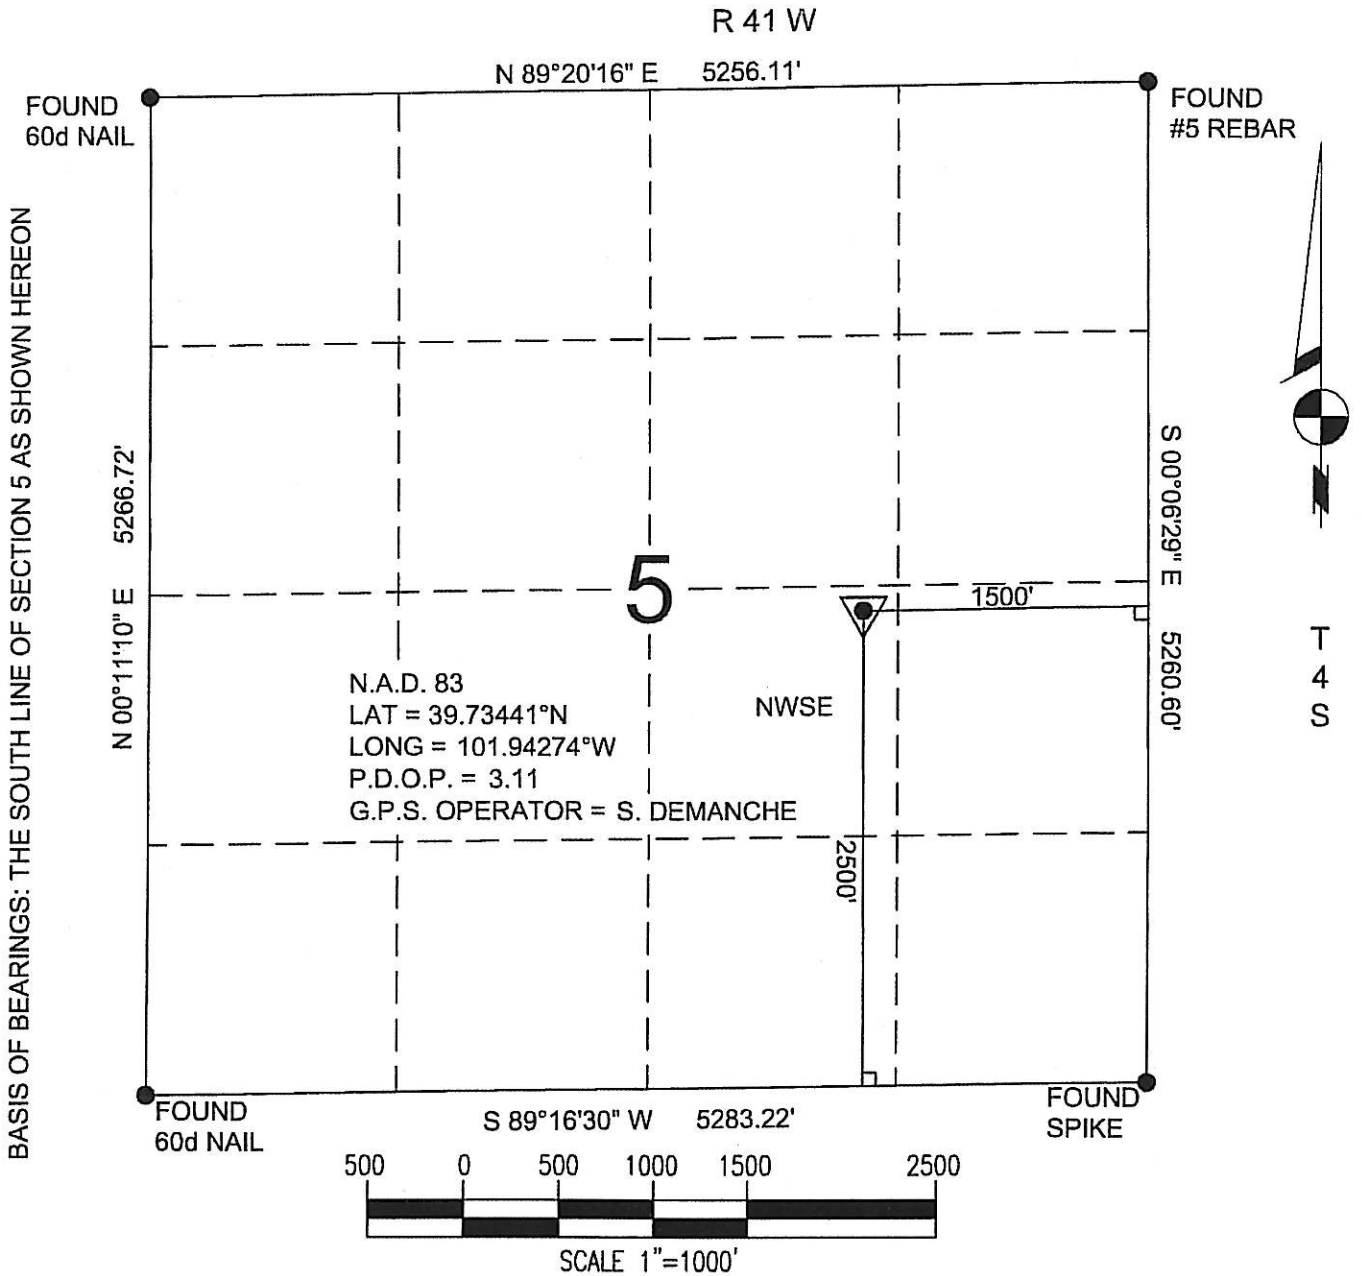 R 41 W
N 89°20'16" E 5256.11'
FOUND
60d NAIL
FOUND
#5 REBAR
BASIS OF BEARINGS: THE SOUTH LINE OF SECTION 5 AS SHOWN HEREON
N 00°11'10" E 5266.72'
S 00°06'29" E 5260.60'
N
T
4
S
5
1500'
N.A.D. 83
LAT = 39.73441°N
LONG = 101.94274°W
P.D.O.P. = 3.11
G.P.S. OPERATOR = S. DEMANCHE
NWSE
2500'
FOUND
60d NAIL
S 89°16'30" W 5283.22'
FOUND
SPIKE
500 0 500 1000 1500 2500
SCALE 1"=1000'